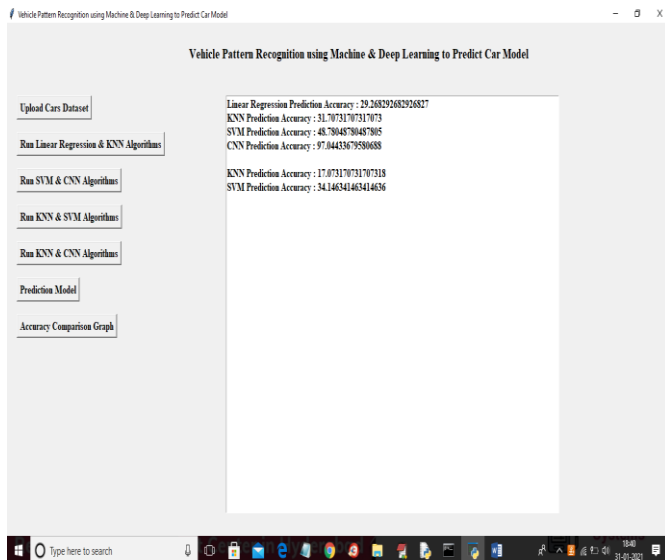 Vehicle Pattern Recognition using Machine & Deep Learning to Predict Car Model
Vehicle Pattern Recognition using Machine & Deep Learning to Predict Car Model
Upload Cars Dataset
Run Linear Regression & KNN Algorithms
Run SVM & CNN Algorithms
Run KNN & SVM Algorithms
Run KNN & CNN Algorithms
Prediction Model
Accuracy Comparison Graph
Linear Regression Prediction Accuracy : 29.268292682926827
KNN Prediction Accuracy : 31.70731707317073
SVM Prediction Accuracy : 48.78048780487805
CNN Prediction Accuracy : 97.04433679580688
KNN Prediction Accuracy : 17.073170731707318
SVM Prediction Accuracy : 34.146341463414636
Type here to search
18:40
31-01-2021